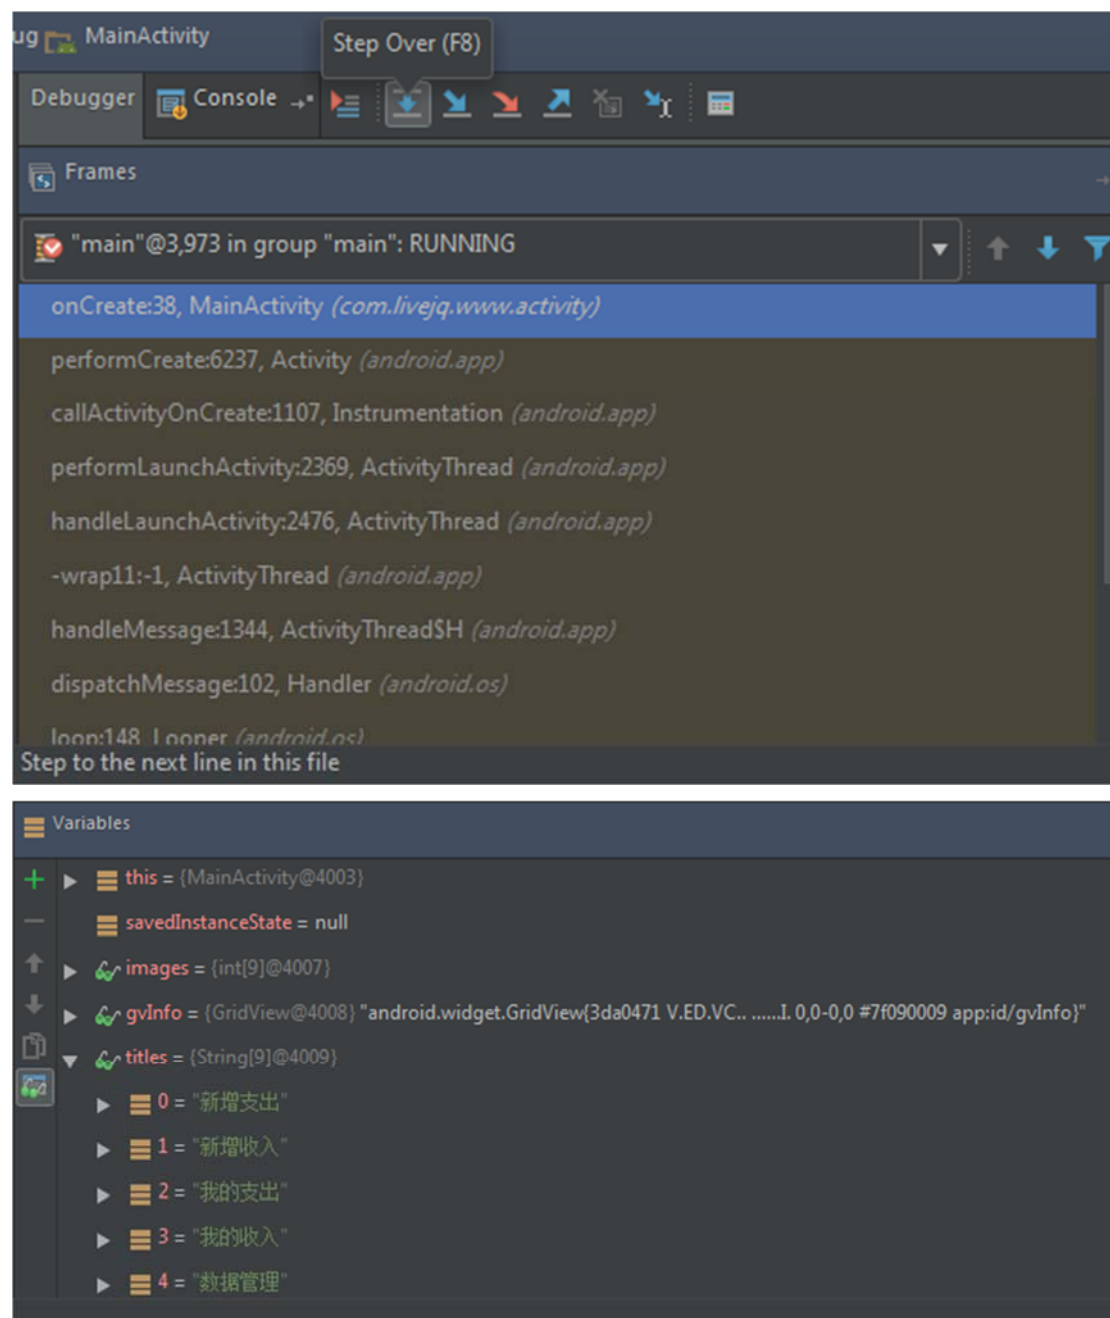 ug MainActivity
Step Over (F8)
Debugger Console
Frames
"main"@3,973 in group "main": RUNNING
onCreate:38, MainActivity (com.livejq.www.activity)
performCreate:6237, Activity (android.app)
callActivityOnCreate:1107, Instrumentation (android.app)
performLaunchActivity:2369, ActivityThread (android.app)
handleLaunchActivity:2476, ActivityThread (android.app)
-wrap11:-1, ActivityThread (android.app)
handleMessage:1344, ActivityThread$H (android.app)
dispatchMessage:102, Handler (android.os)
loop:148, Looper (android.os)
Step to the next line in this file
Variables
this = {MainActivity@4003}
savedInstanceState = null
images = {int[9]@4007}
gvInfo = {GridView@4008} "android.widget.GridView{3da0471 V.ED.VC.. ......I. 0,0-0,0 #7f090009 app:id/gvInfo}"
titles = {String[9]@4009}
0 = "新增支出"
1 = "新增收入"
2 = "我的支出"
3 = "我的收入"
4 = "数据管理"